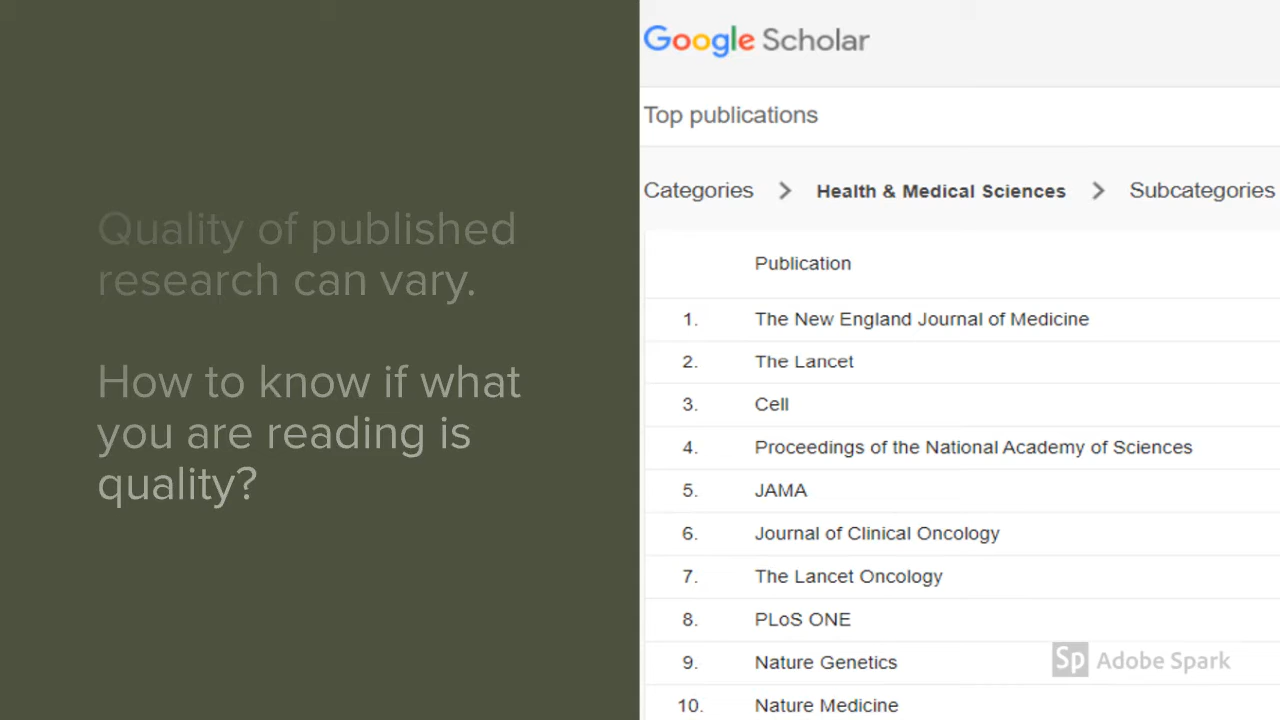 Quality of published
research can vary.
How to know if what
you are reading is
quality?
Google Scholar
Top publications
Categories > Health & Medical Sciences > Subcategories
Publication
1. The New England Journal of Medicine
2. The Lancet
3. Cell
4. Proceedings of the National Academy of Sciences
5. JAMA
6. Journal of Clinical Oncology
7. The Lancet Oncology
8. PLoS ONE
9. Nature Genetics
10. Nature Medicine
Sp Adobe Spark